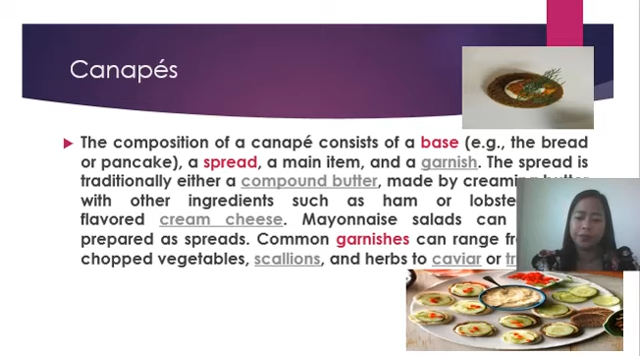 Canapés
The composition of a canapé consists of a base (e.g., the bread
or pancake), a spread, a main item, and a garnish. The spread is
traditionally either a compound butter, made by creaming butter
with other ingredients such as ham or lobster
flavored cream cheese. Mayonnaise salads can
prepared as spreads. Common garnishes can range
chopped vegetables, scallions, and herbs to caviar or